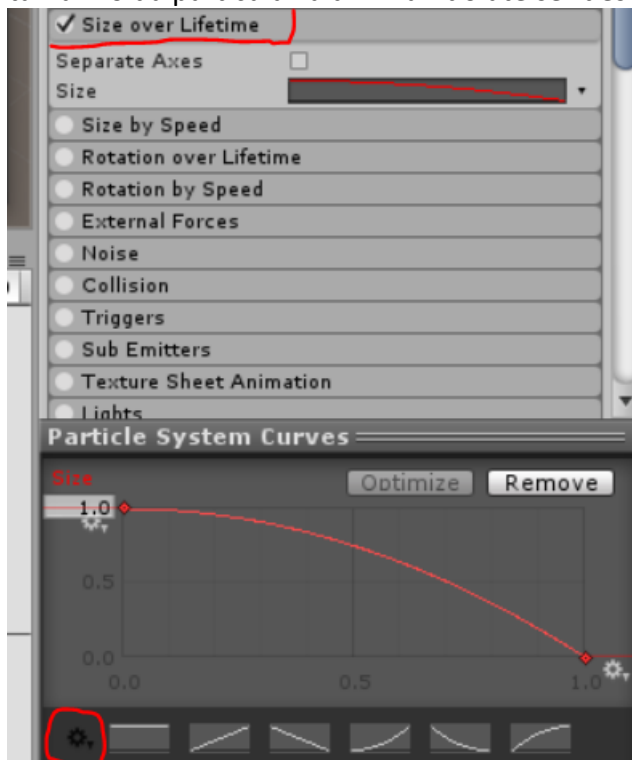 Size over Lifetime
Separate Axes
Size
Size by Speed
Rotation over Lifetime
Rotation by Speed
External Forces
Noise
Collision
Triggers
Sub Emitters
Texture Sheet Animation
Lights
Particle System Curves
Size
Optimize Remove
1.0
0.5
0.0
0.0 0.5 1.0